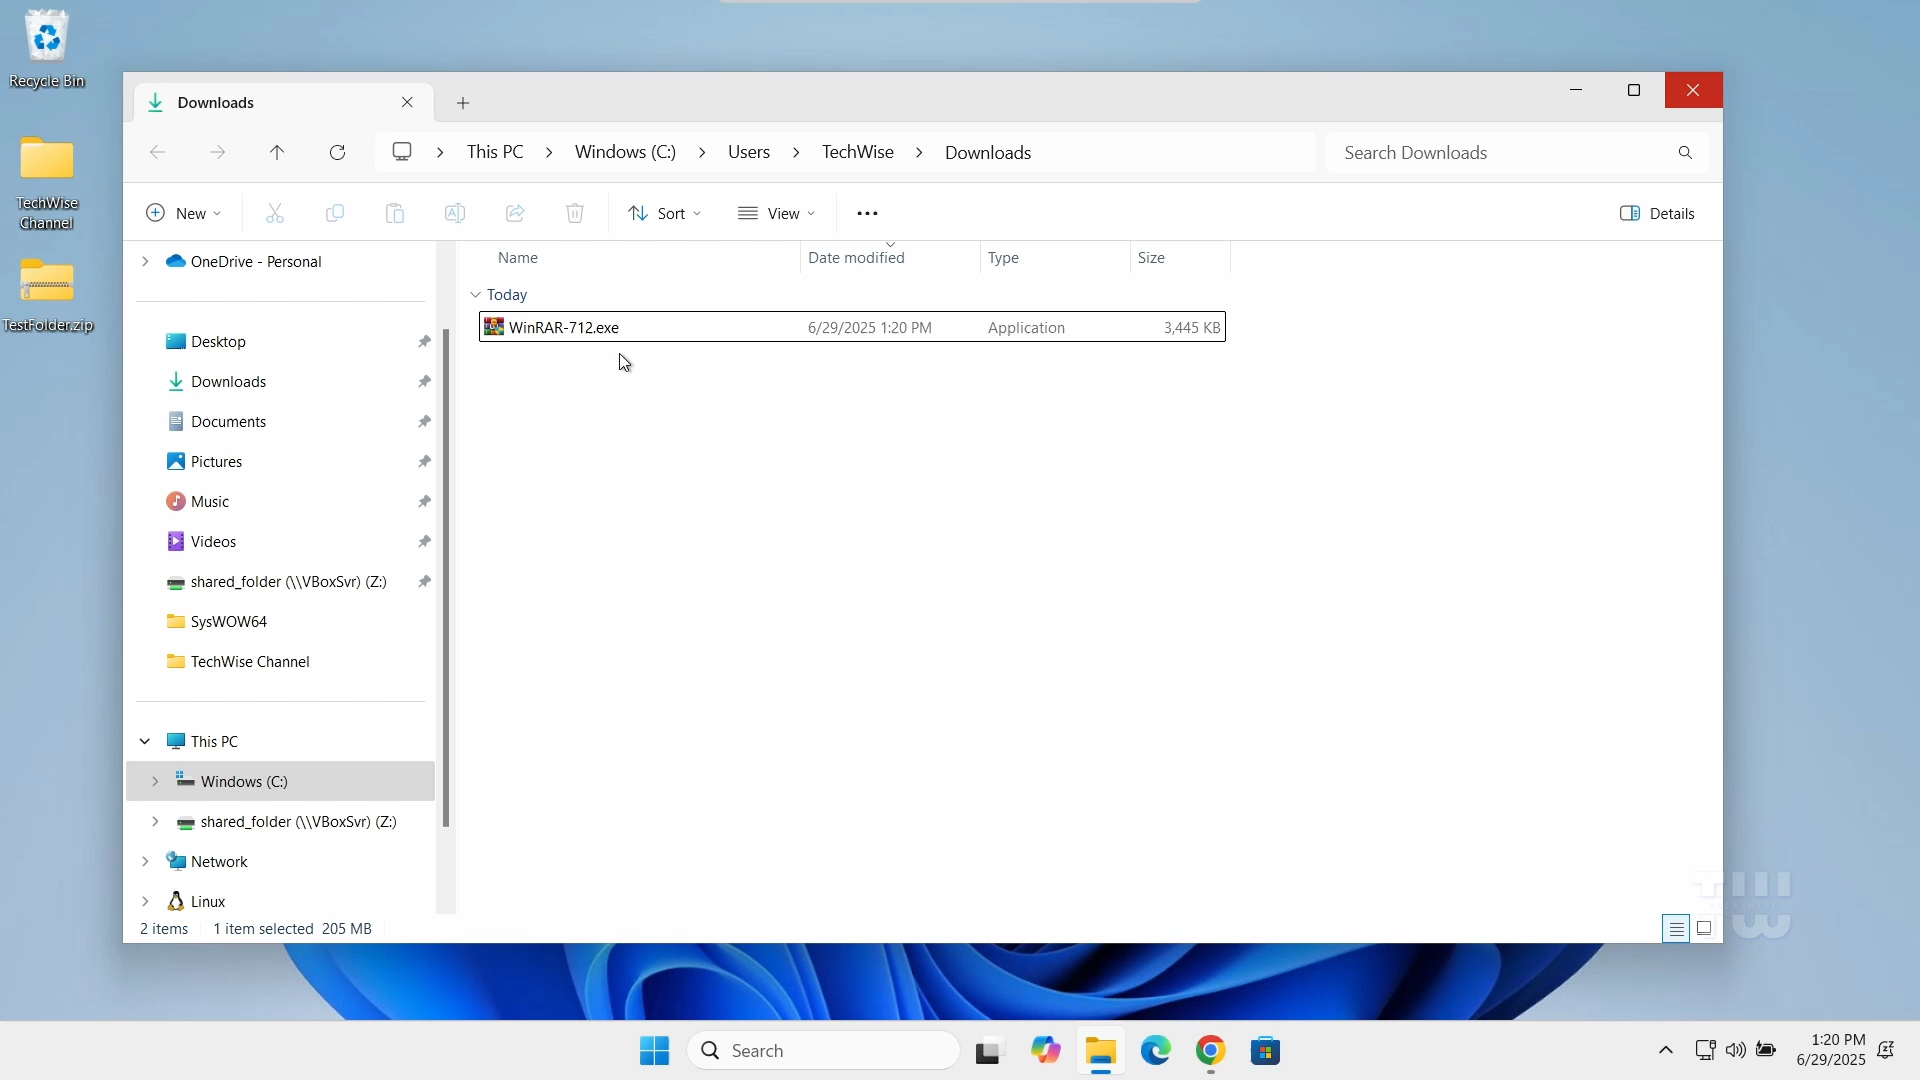 Recycle Bin
TechWise
Channel
TestFolder.zip
Downloads
This PC
Windows (C:)
Users
TechWise
Downloads
Search Downloads
New
Sort
View
Details
OneDrive - Personal
Desktop
Downloads
Documents
Pictures
Music
Videos
shared_folder (\\VBoxSvr) (Z:)
SysWOW64
TechWise Channel
This PC
Windows (C:)
shared_folder (\\VBoxSvr) (Z:)
Network
Linux
Name
Date modified
Type
Size
Today
WinRAR-712.exe
6/29/2025 1:20 PM
Application
3,445 KB
2 items
1 item selected 205 MB
Search
1:20 PM
6/29/2025